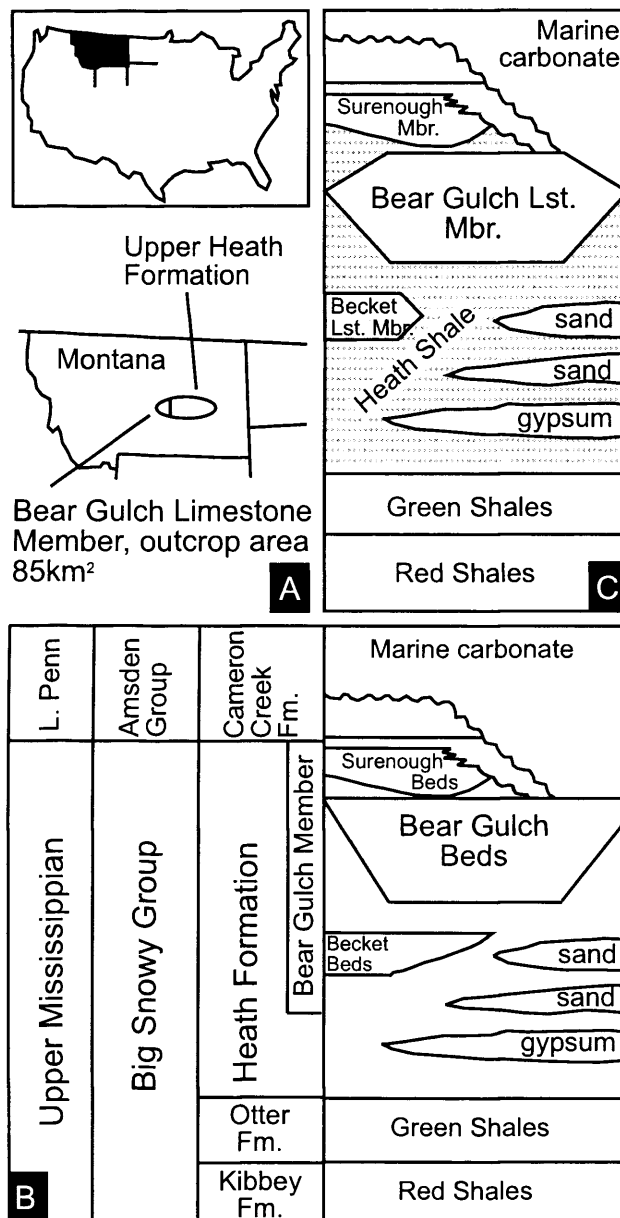 Upper Heath
Formation
Montana
Bear Gulch Limestone
Member, outcrop area
85km²
A
Marine
carbonate
Surenough
Mbr.
Bear Gulch Lst.
Mbr.
Becket
Lst. Mbr.
Heath Shale
sand
sand
gypsum
Green Shales
Red Shales
C
L. Penn
Amsden
Group
Cameron
Creek
Fm.
Marine carbonate
Surenough
Beds
Upper Mississippian
Big Snowy Group
Heath Formation
Bear Gulch Member
Bear Gulch
Beds
Becket
Beds
sand
sand
gypsum
Otter
Fm.
Green Shales
Kibbey
Fm.
Red Shales
B